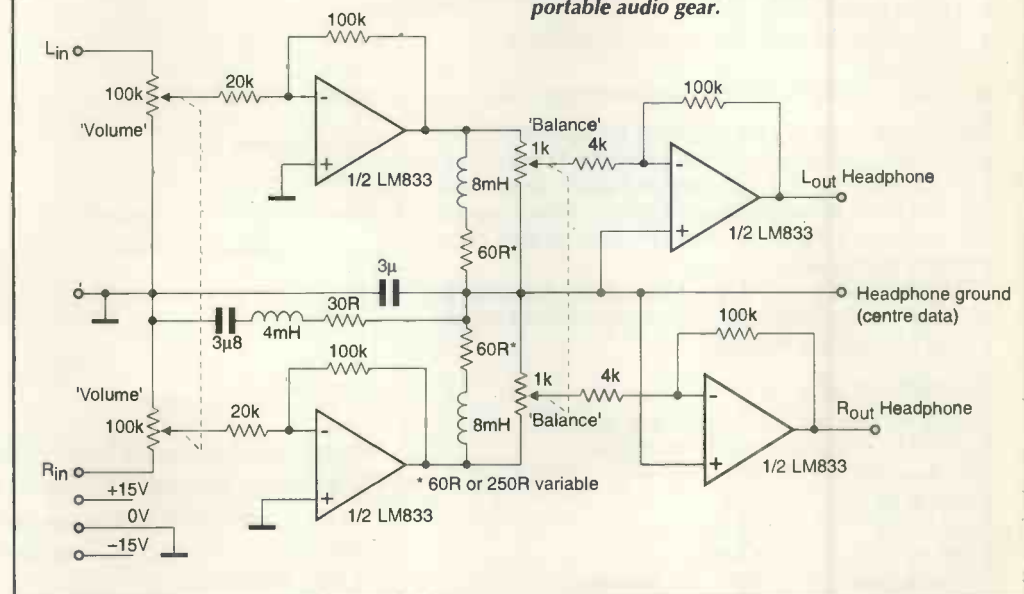 portable audio gear.
100k
Lin
100k
20k
'Volume'
1/2 LM833
'Balance'
1k
4k
100k
8mH
60R*
Lout Headphone
1/2 LM833
3µ
30R
3µ8
4mH
Headphone ground
(centre data)
100k
60R*
'Volume'
100k
20k
8mH
1k
4k
'Balance'
100k
Rout Headphone
1/2 LM833
Rin
+15V
0V
−15V
* 60R or 250R variable
1/2 LM833